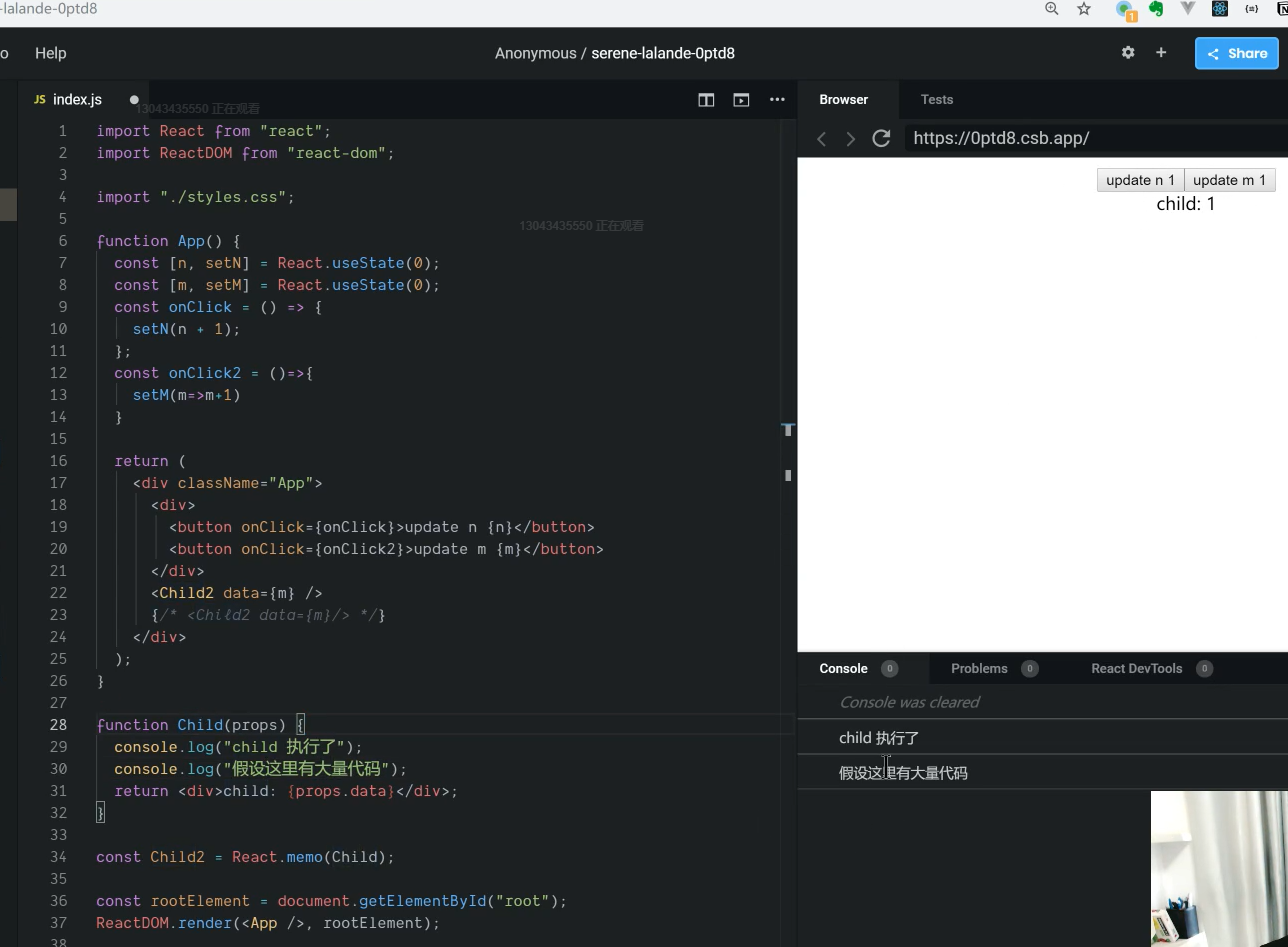 -lalande-0ptd8
Help
Anonymous / serene-lalande-0ptd8
Share
JS index.js
13043435550 正在观看
Browser
Tests
https://0ptd8.csb.app/
1 import React from "react";
2 import ReactDOM from "react-dom";
3
4 import "./styles.css";
5
13043435550 正在观看
6 function App() {
7 const [n, setN] = React.useState(0);
8 const [m, setM] = React.useState(0);
9 const onClick = () => {
10 setN(n + 1);
11 };
12 const onClick2 = ()=>{
13 setM(m=>m+1)
14 }
15
16 return (
17 <div className="App">
18 <div>
19 <button onClick={onClick}>update n {n}</button>
20 <button onClick={onClick2}>update m {m}</button>
21 </div>
22 <Child2 data={m} />
23 {/* <Child2 data={m}/> */}
24 </div>
25 );
26 }
27
28 function Child(props) {
29 console.log("child 执行了");
30 console.log("假设这里有大量代码");
31 return <div>child: {props.data}</div>;
32 }
33
34 const Child2 = React.memo(Child);
35
36 const rootElement = document.getElementById("root");
37 ReactDOM.render(<App />, rootElement);
38
update n 1
update m 1
child: 1
Console 0
Problems 0
React DevTools 0
Console was cleared
child 执行了
假设这里有大量代码